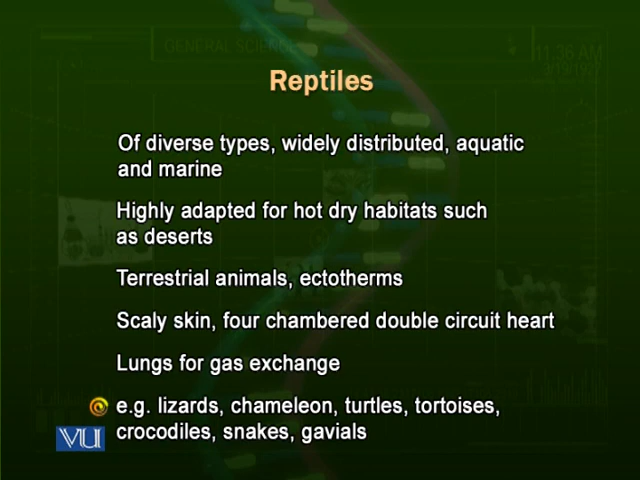 GENERAL SCIENCE
11:36 AM
Reptiles
Of diverse types, widely distributed, aquatic
and marine
Highly adapted for hot dry habitats such
as deserts
Terrestrial animals, ectotherms
Scaly skin, four chambered double circuit heart
Lungs for gas exchange
e.g. lizards, chameleon, turtles, tortoises,
crocodiles, snakes, gavials
VU